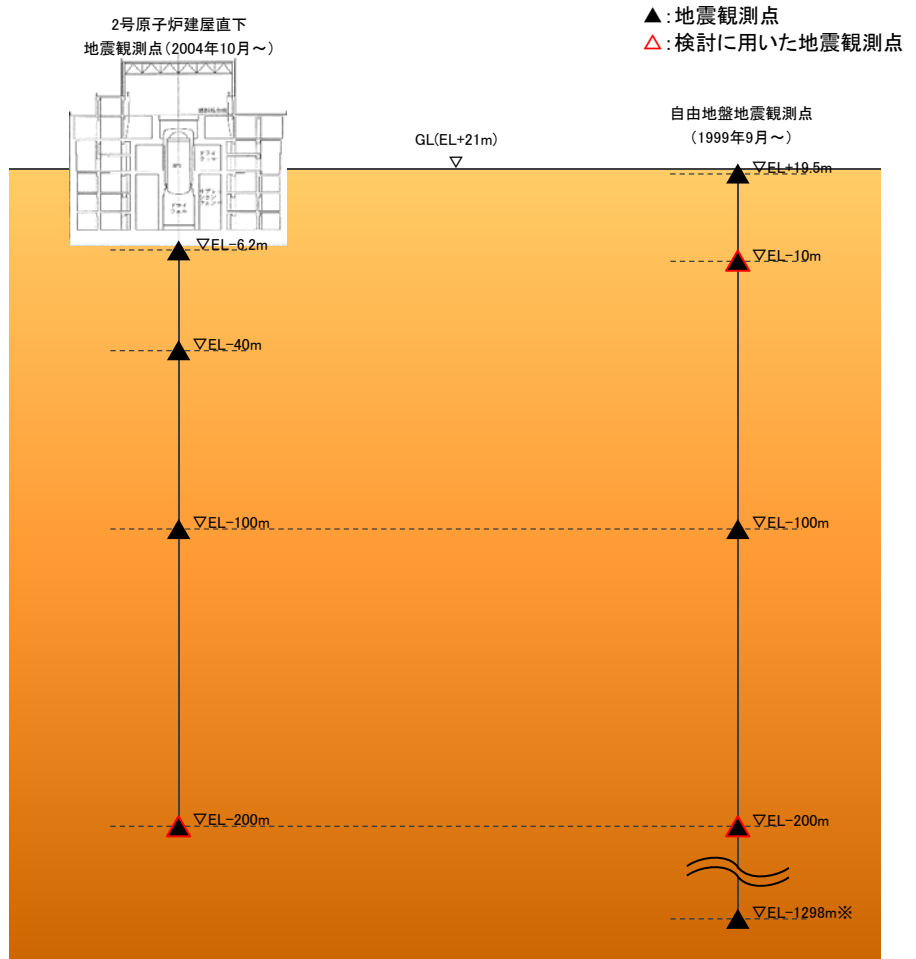 ▲:地震観測点
△:検討に用いた地震観測点
2号原子炉建屋直下
地震観測点(2004年10月~)
自由地盤地震観測点
(1999年9月~)
GL(EL+21m)
▽
▽EL+19.5m
▽EL-6.2m
▽EL-10m
▽EL-40m
▽EL-100m
▽EL-100m
▽EL-200m
▽EL-200m
▽EL-1298m※